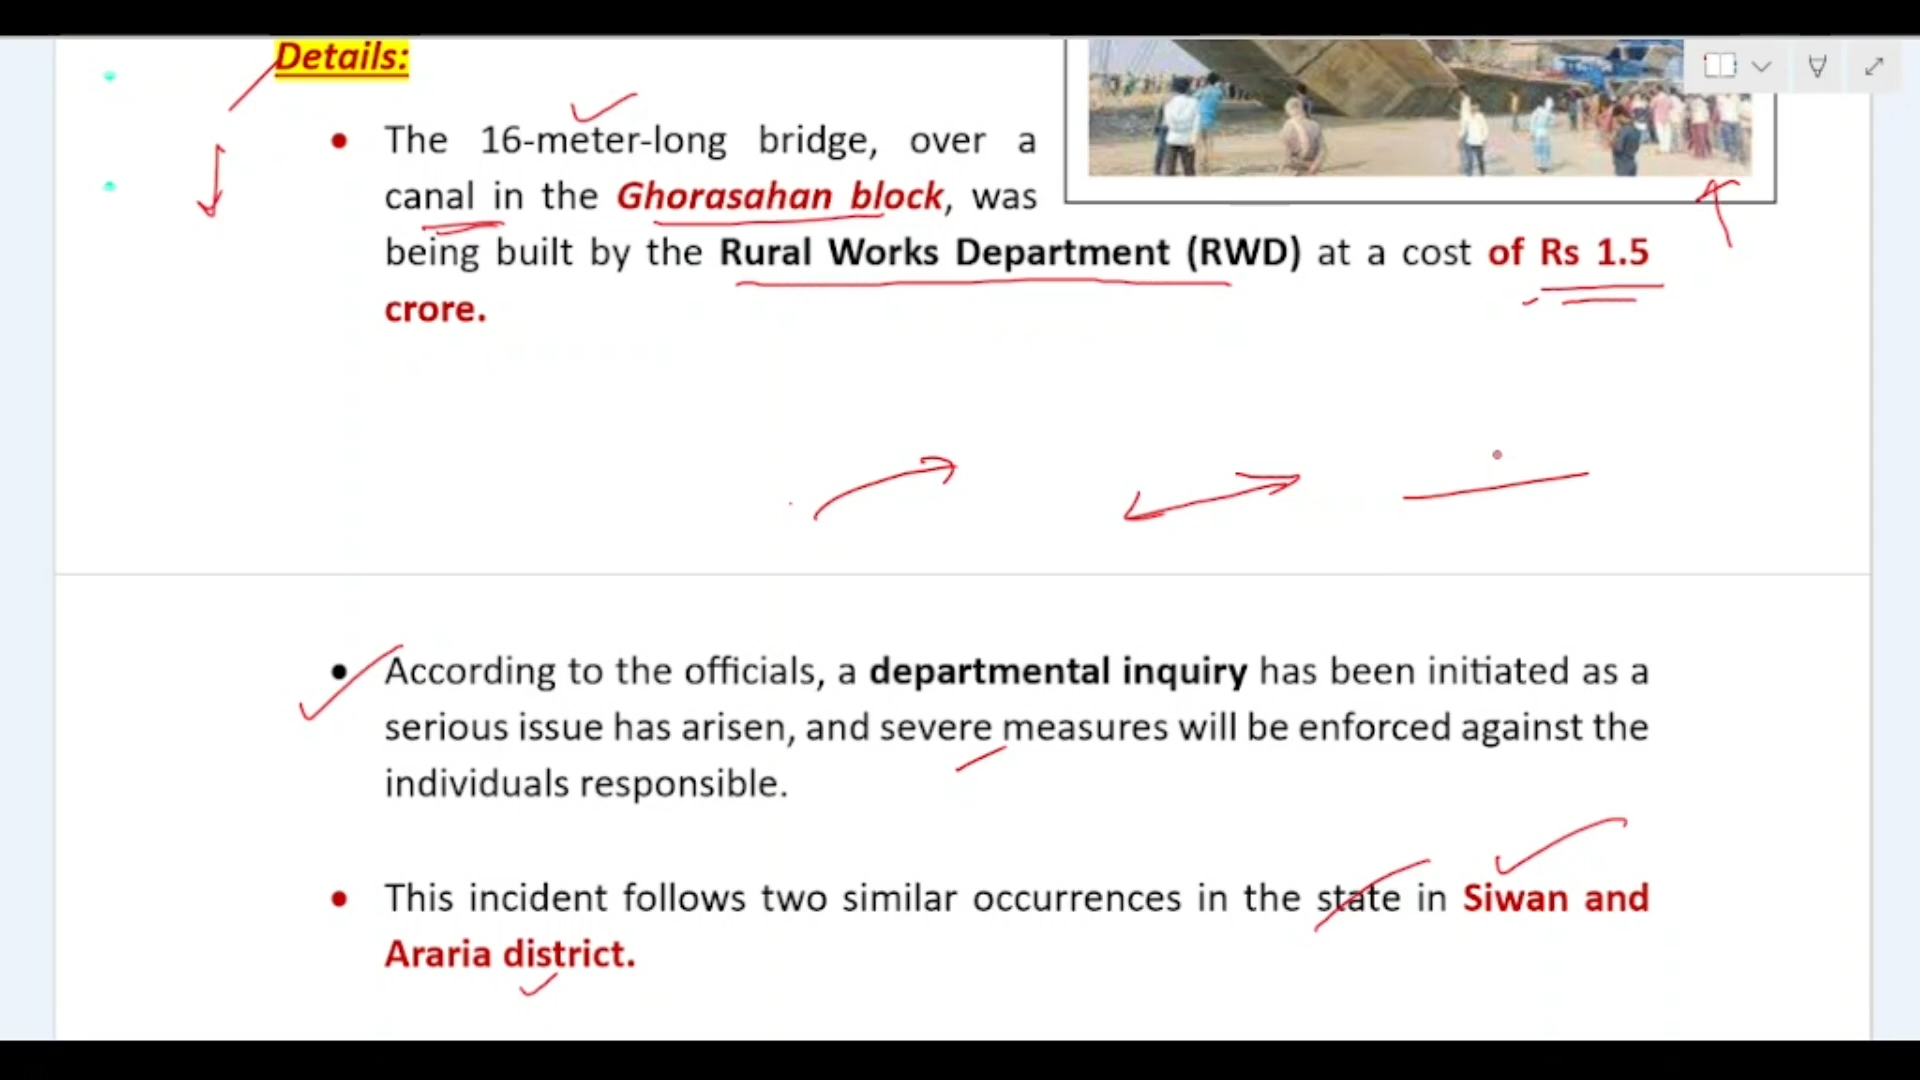 Details:
The 16-meter-long bridge, over a
canal in the Ghorasahan block, was
being built by the Rural Works Department (RWD) at a cost of Rs 1.5
crore.
According to the officials, a departmental inquiry has been initiated as a
serious issue has arisen, and severe measures will be enforced against the
individuals responsible.
This incident follows two similar occurrences in the state in Siwan and
Araria district.